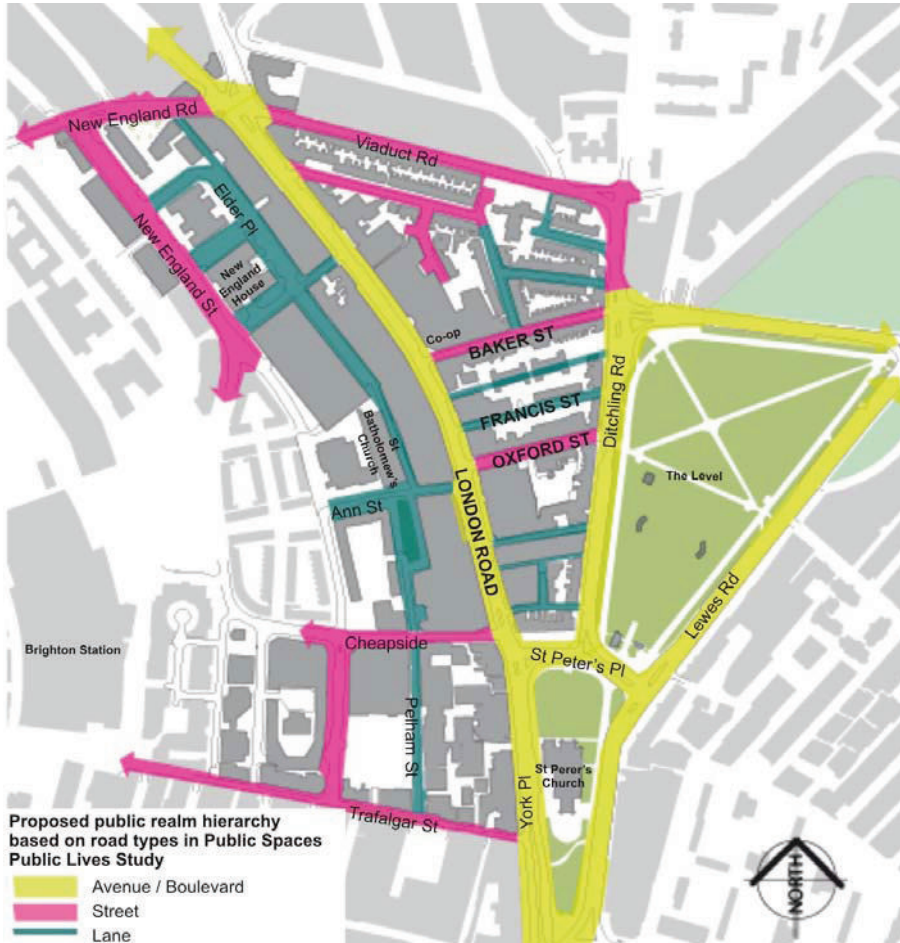 New England Rd
Viaduct Rd
Elder Pl
New England St
New
England
House
Co-op
BAKER ST
FRANCIS ST
OXFORD ST
Ditchling Rd
St
Batholomew's
Church
The Level
Ann St
LONDON ROAD
Lewes Rd
Cheapside
St Peter's Pl
Brighton Station
Pelham St
York Pl
St Perer's
Church
Trafalgar St
Proposed public realm hierarchy
based on road types in Public Spaces
Public Lives Study
Avenue / Boulevard
Street
Lane
NORTH